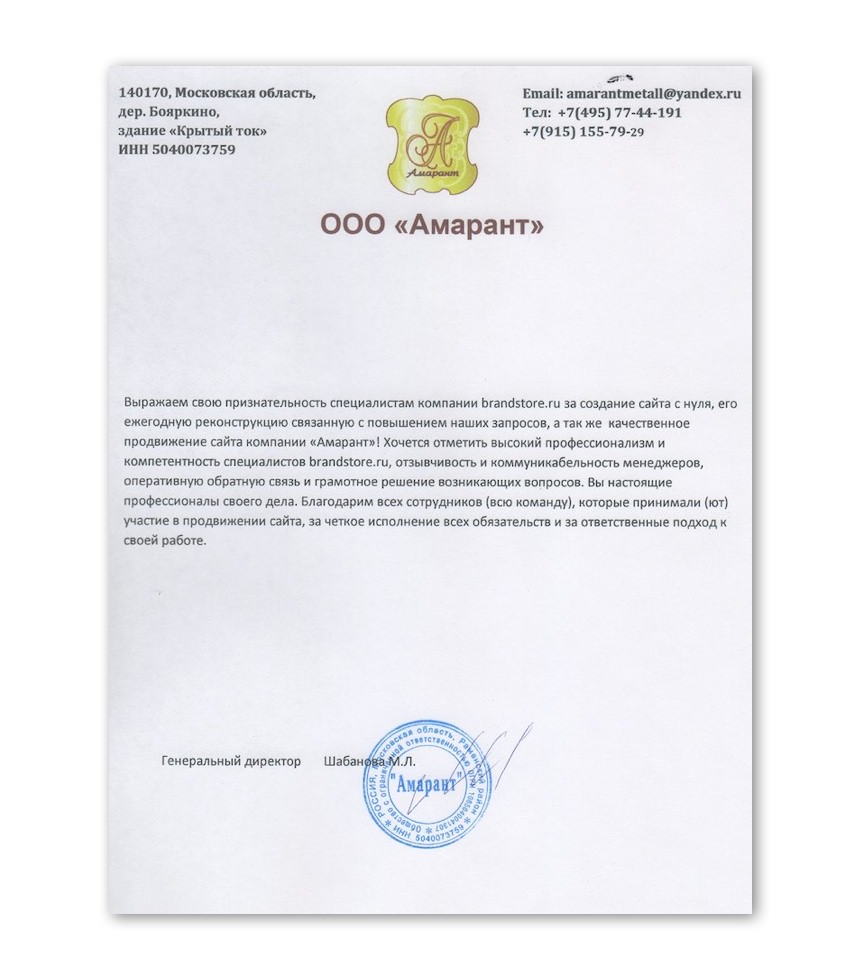 140170, Московская область,
дер. Бояркино,
здание «Крытый ток»
ИНН 5040073759
Email: amarantmetall@yandex.ru
Тел: +7(495) 77-44-191
+7(915) 155-79-29
А
Амарант
ООО «Амарант»
Выражаем свою признательность специалистам компании brandstore.ru за создание сайта с нуля, его
ежегодную реконструкцию связанную с повышением наших запросов, а так же качественное
продвижение сайта компании «Амарант»! Хочется отметить высокий профессионализм и
компетентность специалистов brandstore.ru, отзывчивость и коммуникабельность менеджеров,
оперативную обратную связь и грамотное решение возникающих вопросов. Вы настоящие
профессионалы своего дела. Благодарим всех сотрудников (всю команду), которые принимали (ют)
участие в продвижении сайта, за четкое исполнение всех обязательств и за ответственные подход к
своей работе.
Генеральный директор Шабанова М.Л.
РОССИЯ, Московская область, Раменский район * ИНН 5040073759 *
Общество с ограниченной ответственностью ОГРН
"Амарант"